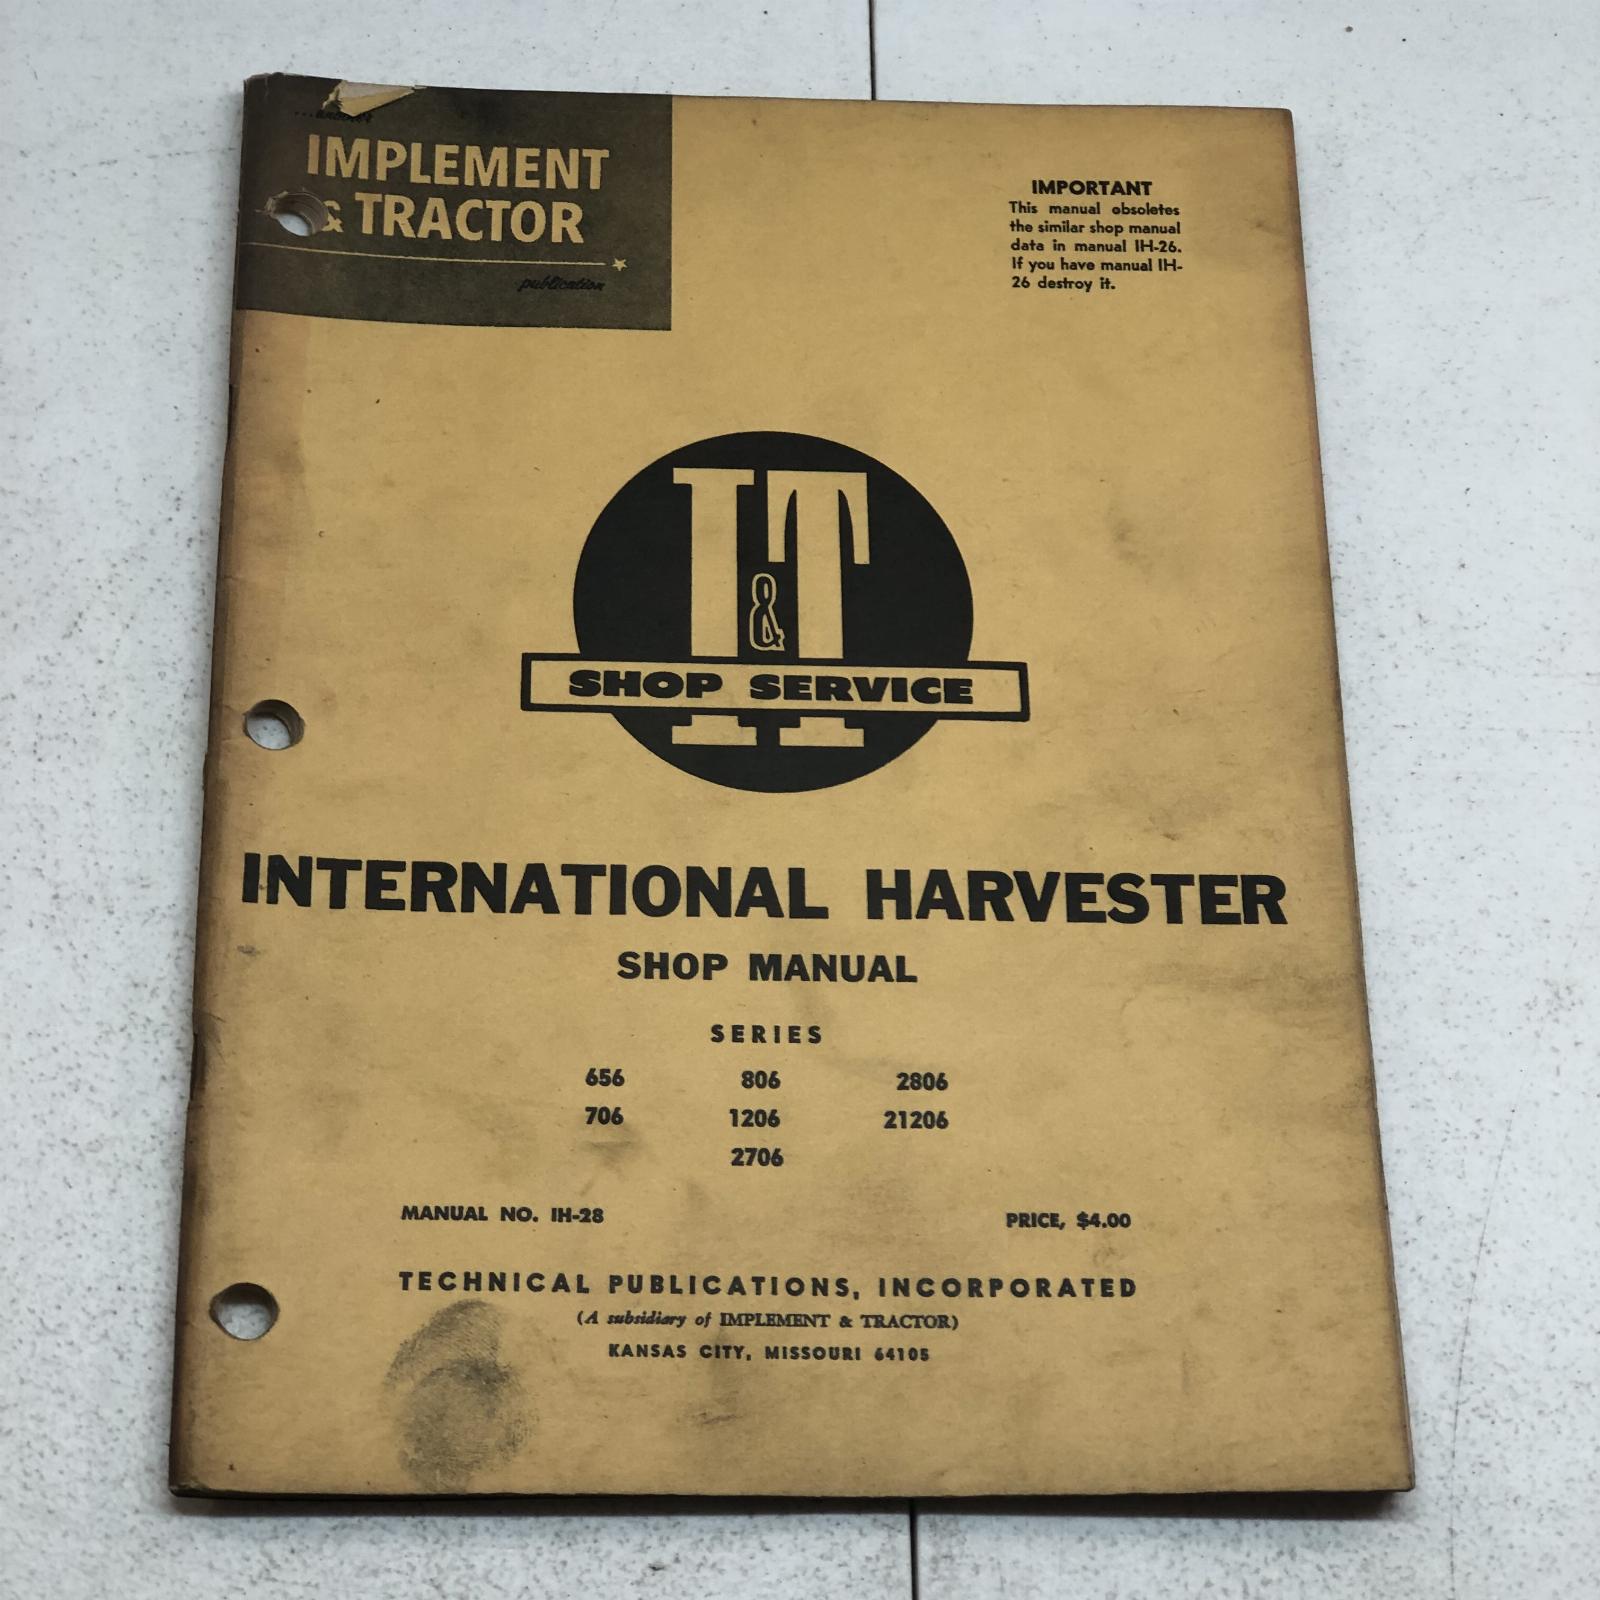 ...another
IMPLEMENT
& TRACTOR
publication
IMPORTANT
This manual obsoletes
the similar shop manual
data in manual IH-26.
If you have manual IH-
26 destroy it.
I&T
SHOP SERVICE
INTERNATIONAL HARVESTER
SHOP MANUAL
SERIES
656 806 2806
706 1206 21206
2706
MANUAL NO. IH-28 PRICE, $4.00
TECHNICAL PUBLICATIONS, INCORPORATED
(A subsidiary of IMPLEMENT & TRACTOR)
KANSAS CITY, MISSOURI 64105